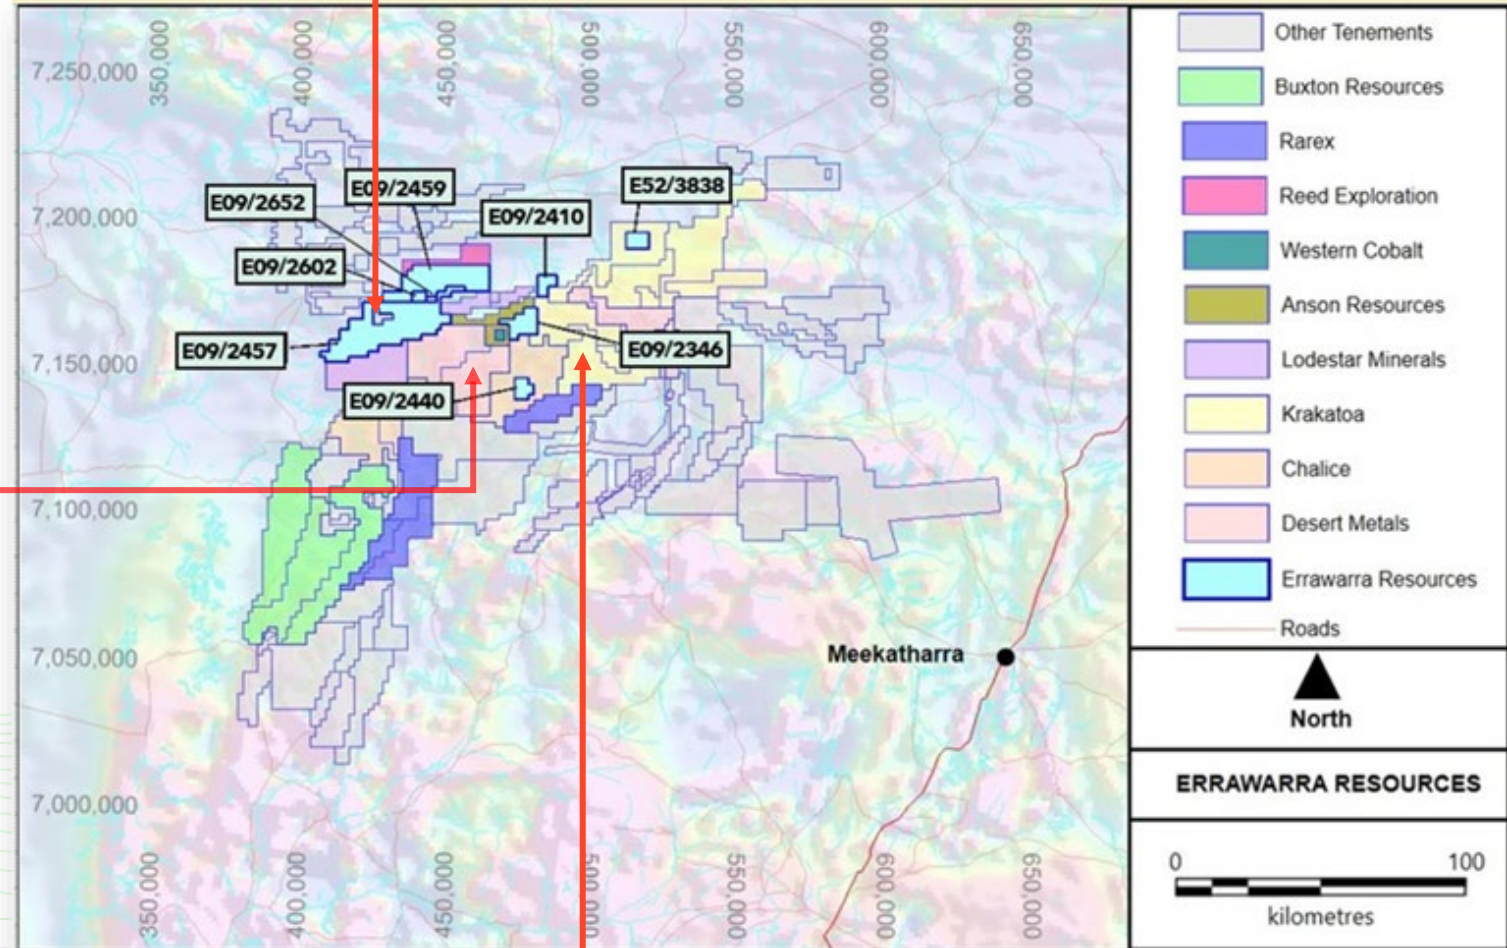 350,000
400,000
450,000
500,000
550,000
600,000
650,000
7,250,000
7,200,000
7,150,000
7,100,000
7,050,000
7,000,000
E09/2459
E52/3838
E09/2652
E09/2410
E09/2602
E09/2457
E09/2346
E09/2440
Meekatharra
350,000
400,000
450,000
500,000
550,000
600,000
650,000
Other Tenements
Buxton Resources
Rarex
Reed Exploration
Western Cobalt
Anson Resources
Lodestar Minerals
Krakatoa
Chalice
Desert Metals
Errawarra Resources
Roads
North
ERRAWARRA RESOURCES
0 100
kilometres